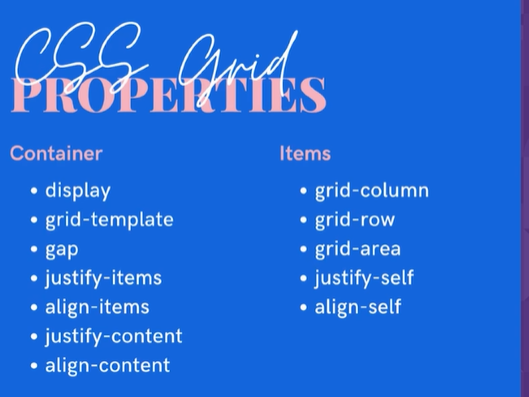 CSS Grid
PROPERTIES
Container
• display
• grid-template
• gap
• justify-items
• align-items
• justify-content
• align-content
Items
• grid-column
• grid-row
• grid-area
• justify-self
• align-self